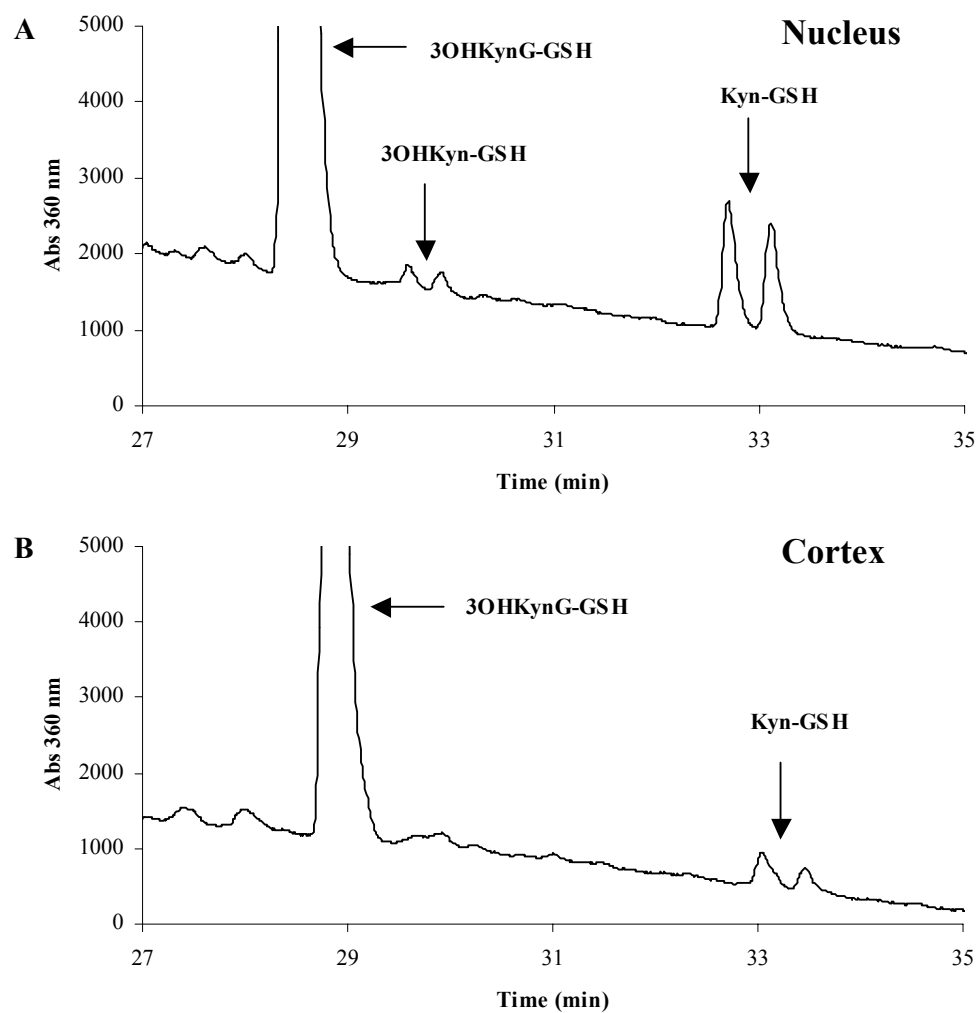 A
Nucleus
5000
4000
3000
2000
1000
0
Abs 360 nm
3OHKynG-GSH
Kyn-GSH
3OHKyn-GSH
27 29 31 33 35
Time (min)
B
Cortex
5000
4000
3000
2000
1000
0
Abs 360 nm
3OHKynG-GSH
Kyn-GSH
27 29 31 33 35
Time (min)